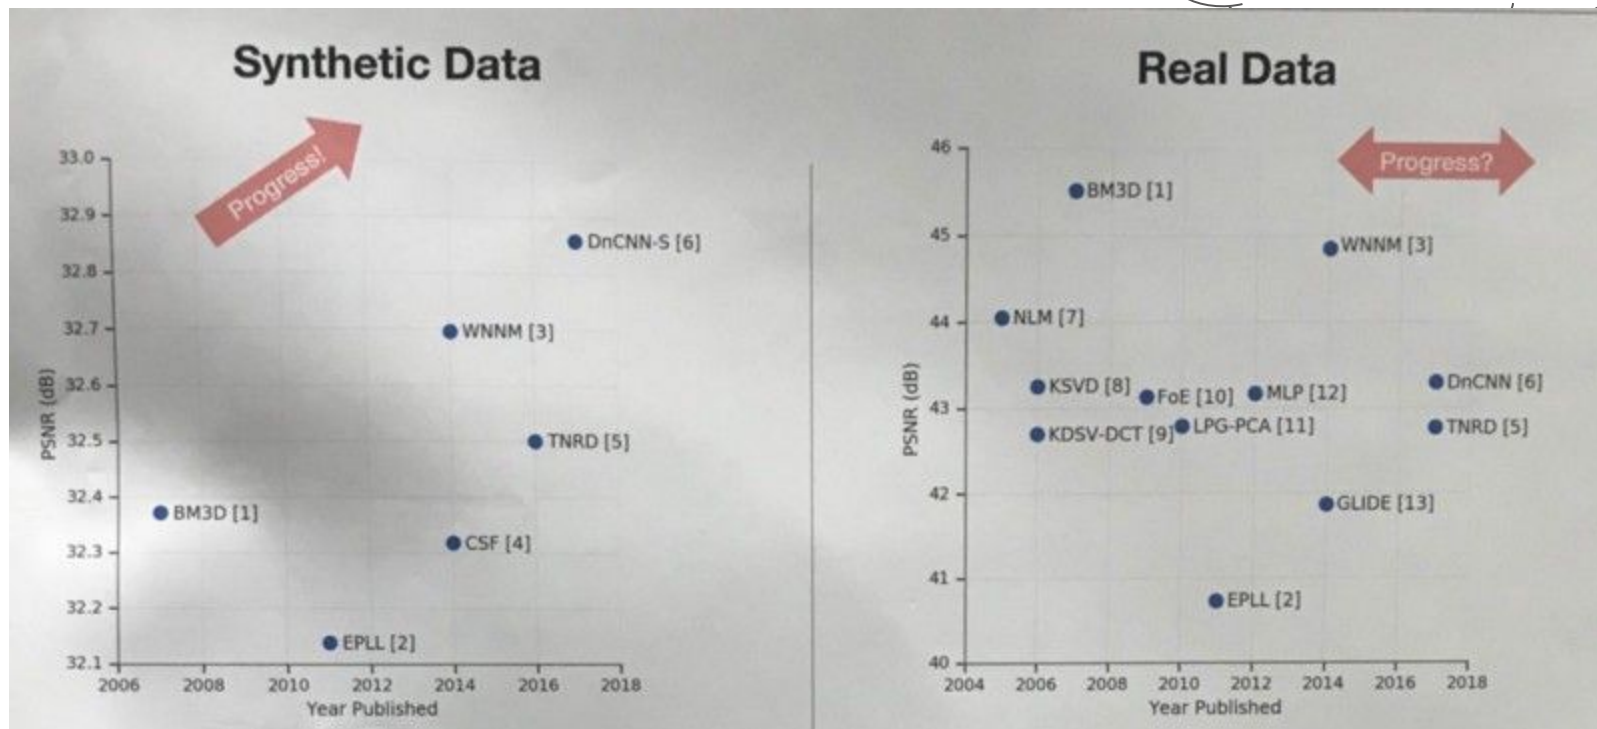 Synthetic Data
Progress!
33.0
32.9
32.8
32.7
32.6
32.5
32.4
32.3
32.2
32.1
PSNR (dB)
DnCNN-S [6]
WNNM [3]
TNRD [5]
BM3D [1]
CSF [4]
EPLL [2]
2006 2008 2010 2012 2014 2016 2018
Year Published
Real Data
Progress?
46
45
44
43
42
41
40
PSNR (dB)
BM3D [1]
WNNM [3]
NLM [7]
KSVD [8]
FoE [10]
MLP [12]
DnCNN [6]
KDSV-DCT [9]
LPG-PCA [11]
TNRD [5]
GLIDE [13]
EPLL [2]
2004 2006 2008 2010 2012 2014 2016 2018
Year Published